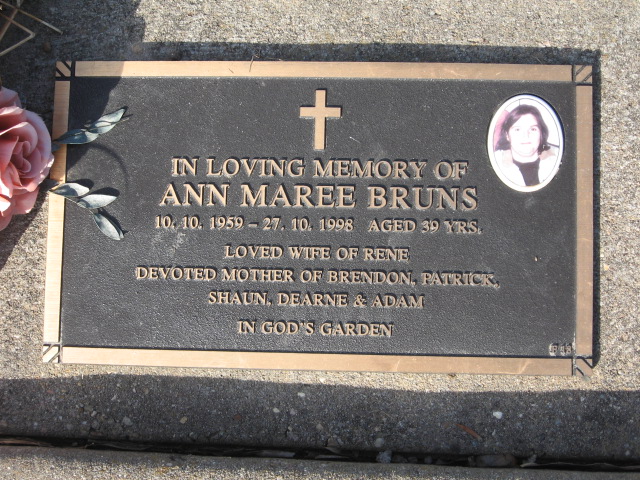 IN LOVING MEMORY OF
ANN MAREE BRUNS
10. 10. 1959 – 27. 10. 1998 AGED 39 YRS.
LOVED WIFE OF RENE
DEVOTED MOTHER OF BRENDON, PATRICK,
SHAUN, DEARNE & ADAM
IN GOD'S GARDEN